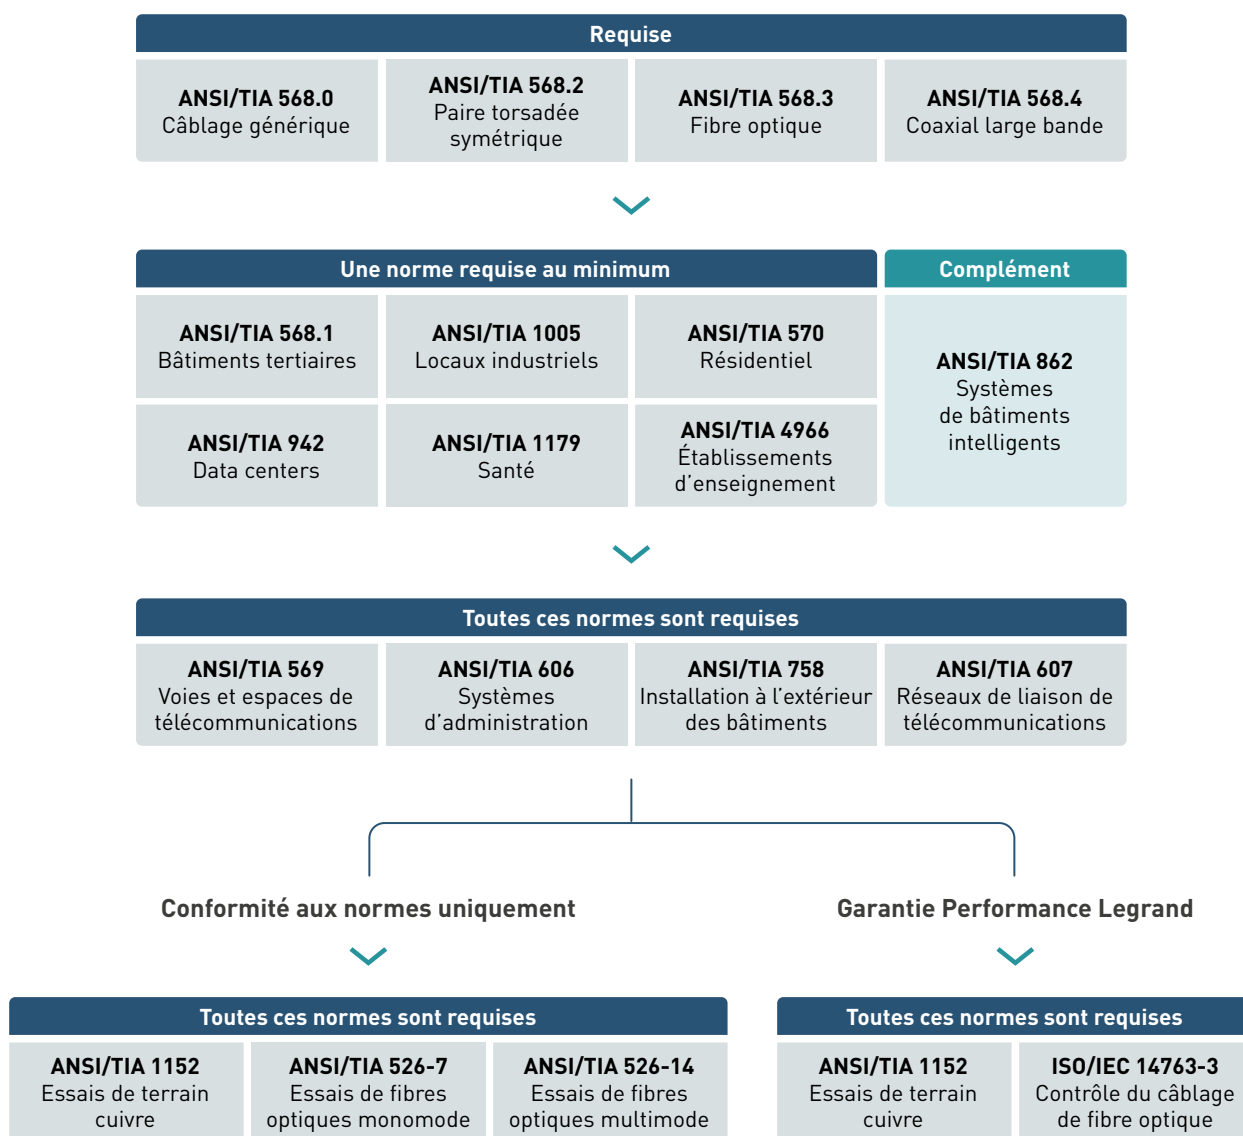 Requise
ANSI/TIA 568.0
Câblage générique
ANSI/TIA 568.2
Paire torsadée
symétrique
ANSI/TIA 568.3
Fibre optique
ANSI/TIA 568.4
Coaxial large bande
Une norme requise au minimum
Complément
ANSI/TIA 568.1
Bâtiments tertiaires
ANSI/TIA 1005
Locaux industriels
ANSI/TIA 570
Résidentiel
ANSI/TIA 862
Systèmes
de bâtiments
intelligents
ANSI/TIA 942
Data centers
ANSI/TIA 1179
Santé
ANSI/TIA 4966
Établissements
d’enseignement
Toutes ces normes sont requises
ANSI/TIA 569
Voies et espaces de
télécommunications
ANSI/TIA 606
Systèmes
d’administration
ANSI/TIA 758
Installation à l’extérieur
des bâtiments
ANSI/TIA 607
Réseaux de liaison de
télécommunications
Conformité aux normes uniquement
Garantie Performance Legrand
Toutes ces normes sont requises
ANSI/TIA 1152
Essais de terrain
cuivre
ANSI/TIA 526-7
Essais de fibres
optiques monomode
ANSI/TIA 526-14
Essais de fibres
optiques multimode
Toutes ces normes sont requises
ANSI/TIA 1152
Essais de terrain
cuivre
ISO/IEC 14763-3
Contrôle du câblage
de fibre optique